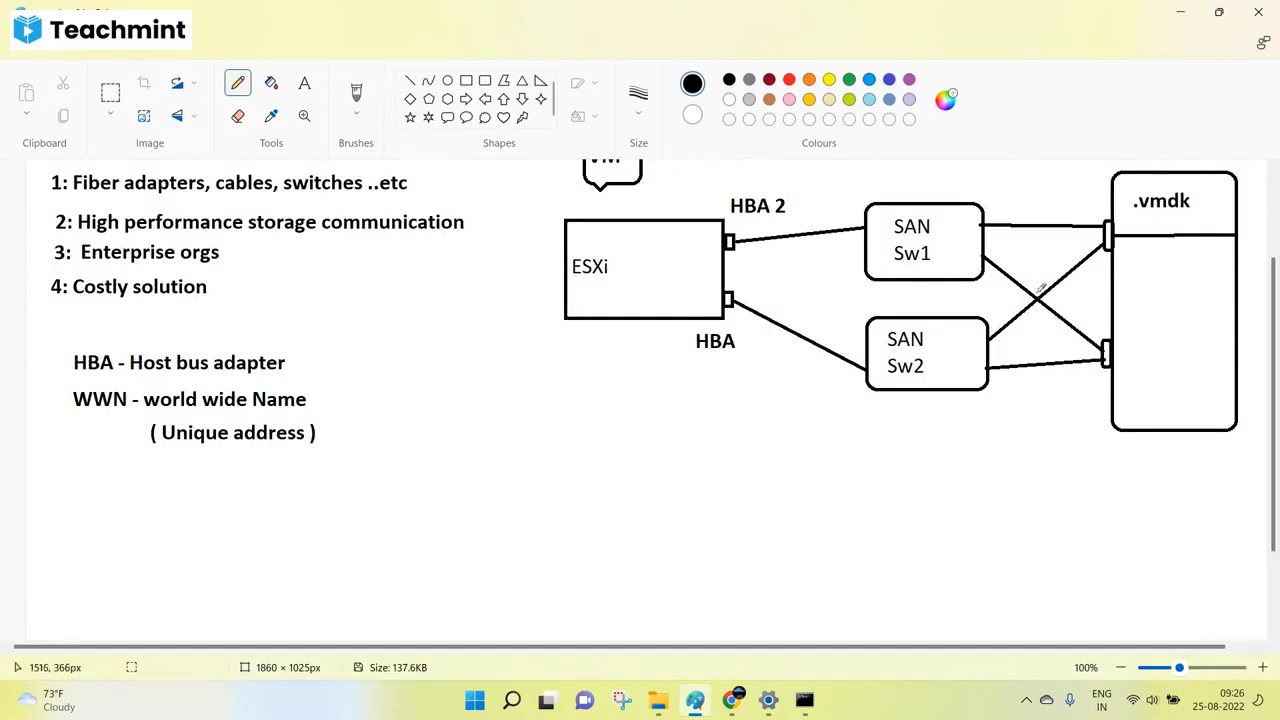 Teachmint
Clipboard
Image
Tools
Brushes
Shapes
Size
Colours
VM
1: Fiber adapters, cables, switches ..etc
2: High performance storage communication
3: Enterprise orgs
4: Costly solution
HBA - Host bus adapter
WWN - world wide Name
( Unique address )
HBA 2
ESXi
HBA
SAN
Sw1
SAN
Sw2
.vmdk
1516, 366px
1860 × 1025px
Size: 137.6KB
100%
73°F
Cloudy
ENG
IN
09:26
25-08-2022